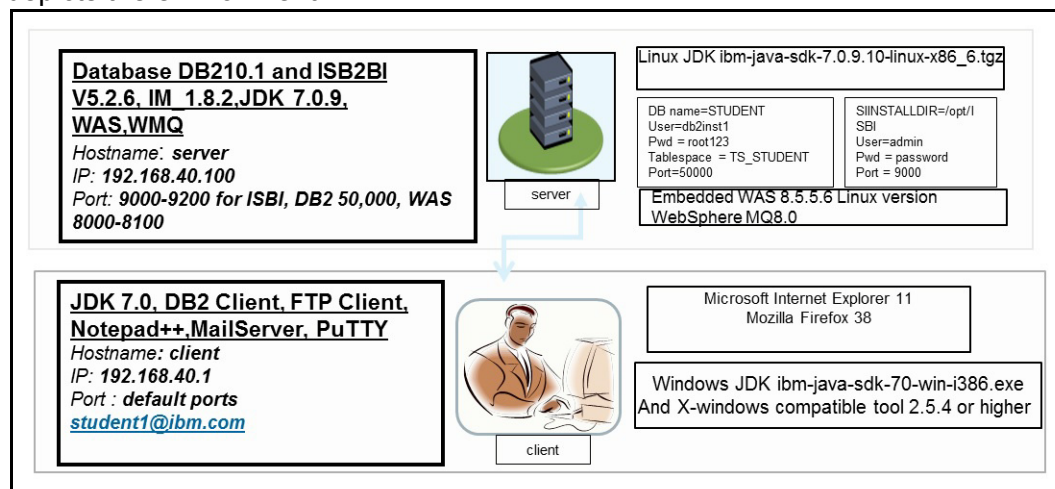 Database DB210.1 and ISB2BI
V5.2.6, IM_1.8.2,JDK 7.0.9,
WAS,WMQ
Hostname: server
IP: 192.168.40.100
Port: 9000-9200 for ISBI, DB2 50,000, WAS
8000-8100
server
Linux JDK ibm-java-sdk-7.0.9.10-linux-x86_6.tgz
DB name=STUDENT
User=db2inst1
Pwd = root123
Tablespace = TS_STUDENT
Port=50000
SIINSTALLDIR=/opt/I
SBI
User=admin
Pwd = password
Port = 9000
Embedded WAS 8.5.5.6 Linux version
WebSphere MQ8.0
JDK 7.0, DB2 Client, FTP Client,
Notepad++,MailServer, PuTTY
Hostname: client
IP: 192.168.40.1
Port : default ports
student1@ibm.com
client
Microsoft Internet Explorer 11
Mozilla Firefox 38
Windows JDK ibm-java-sdk-70-win-i386.exe
And X-windows compatible tool 2.5.4 or higher